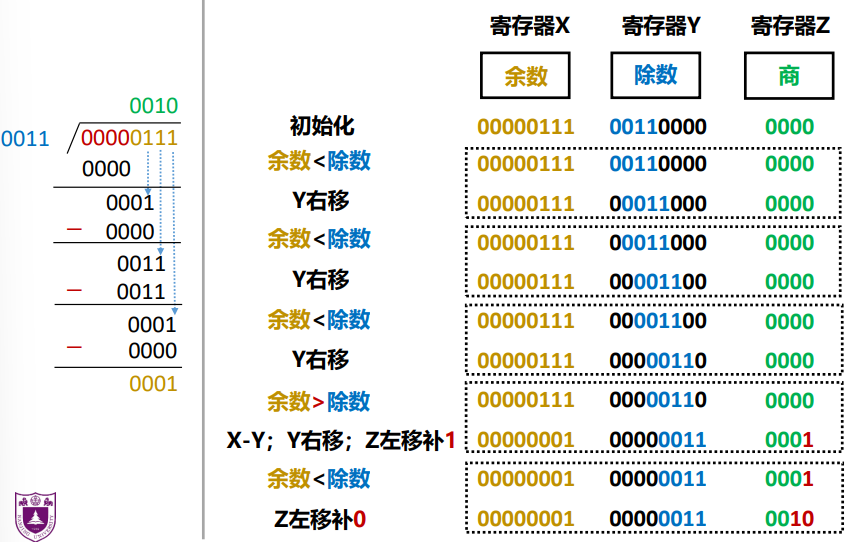 0010
0011 00000111
0000
0001
− 0000
0011
− 0011
0001
− 0000
0001
寄存器X 寄存器Y 寄存器Z
余数 除数 商
初始化 00000111 00110000 0000
余数<除数 00000111 00110000 0000
Y右移 00000111 00011000 0000
余数<除数 00000111 00011000 0000
Y右移 00000111 00001100 0000
余数<除数 00000111 00001100 0000
Y右移 00000111 00000110 0000
余数>除数 00000111 00000110 0000
X-Y；Y右移；Z左移补1 00000001 00000011 0001
余数<除数 00000001 00000011 0001
Z左移补0 00000001 00000011 0010